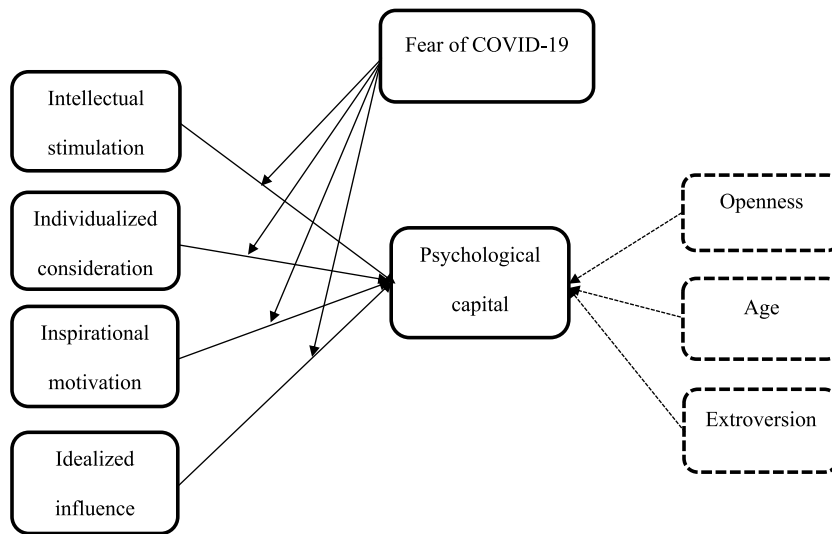 Fear of COVID-19
Intellectual
stimulation
Individualized
consideration
Inspirational
motivation
Idealized
influence
Psychological
capital
Openness
Age
Extroversion